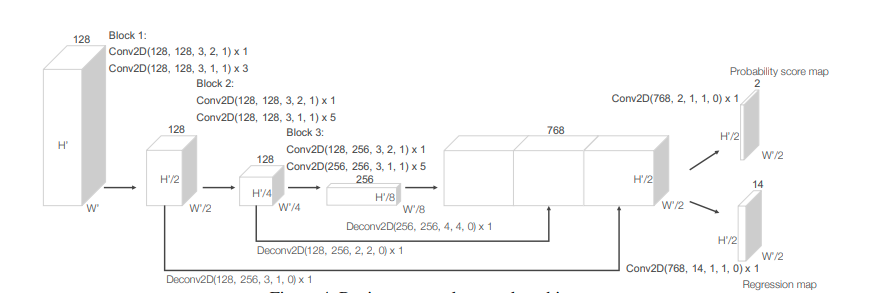 128
Block 1:
Conv2D(128, 128, 3, 2, 1) x 1
Conv2D(128, 128, 3, 1, 1) x 3
Block 2:
Conv2D(128, 128, 3, 2, 1) x 1
Conv2D(128, 128, 3, 1, 1) x 5
Block 3:
Conv2D(128, 256, 3, 2, 1) x 1
Conv2D(256, 256, 3, 1, 1) x 5
H'
W'
128
H'/2
W'/2
128
H'/4
W'/4
256
H'/8
W'/8
768
H'/2
W'/2
Deconv2D(256, 256, 4, 4, 0) x 1
Deconv2D(128, 256, 2, 2, 0) x 1
Deconv2D(128, 256, 3, 1, 0) x 1
Probability score map
2
Conv2D(768, 2, 1, 1, 0) x 1
H'/2
W'/2
14
H'/2
W'/2
Conv2D(768, 14, 1, 1, 0) x 1
Regression map